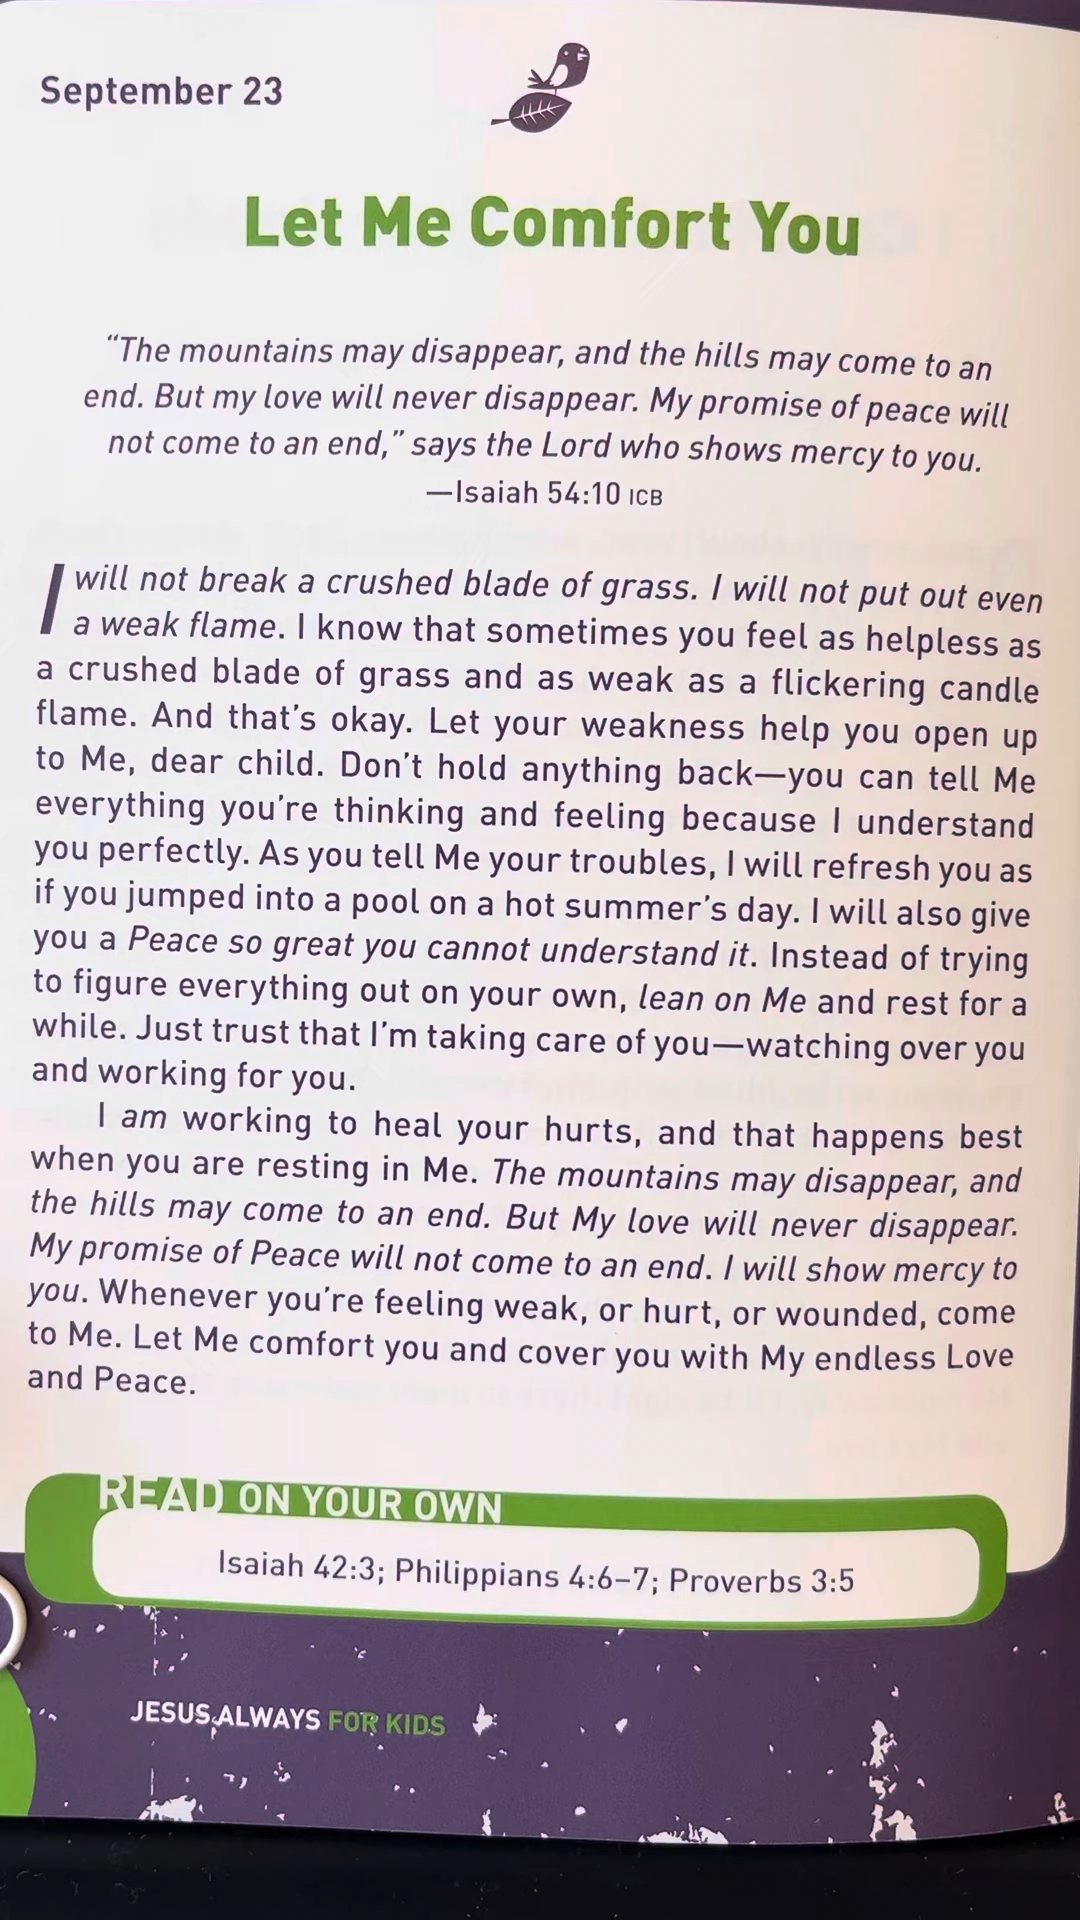 September 23
Let Me Comfort You
“The mountains may disappear, and the hills may come to an
end. But my love will never disappear. My promise of peace will
not come to an end,” says the Lord who shows mercy to you.
—Isaiah 54:10 ICB
I will not break a crushed blade of grass. I will not put out even
a weak flame. I know that sometimes you feel as helpless as
a crushed blade of grass and as weak as a flickering candle
flame. And that’s okay. Let your weakness help you open up
to Me, dear child. Don’t hold anything back—you can tell Me
everything you’re thinking and feeling because I understand
you perfectly. As you tell Me your troubles, I will refresh you as
if you jumped into a pool on a hot summer’s day. I will also give
you a Peace so great you cannot understand it. Instead of trying
to figure everything out on your own, lean on Me and rest for a
while. Just trust that I’m taking care of you—watching over you
and working for you.
I am working to heal your hurts, and that happens best
when you are resting in Me. The mountains may disappear, and
the hills may come to an end. But My love will never disappear.
My promise of Peace will not come to an end. I will show mercy to
you. Whenever you’re feeling weak, or hurt, or wounded, come
to Me. Let Me comfort you and cover you with My endless Love
and Peace.
READ ON YOUR OWN
Isaiah 42:3; Philippians 4:6–7; Proverbs 3:5
JESUS ALWAYS FOR KIDS